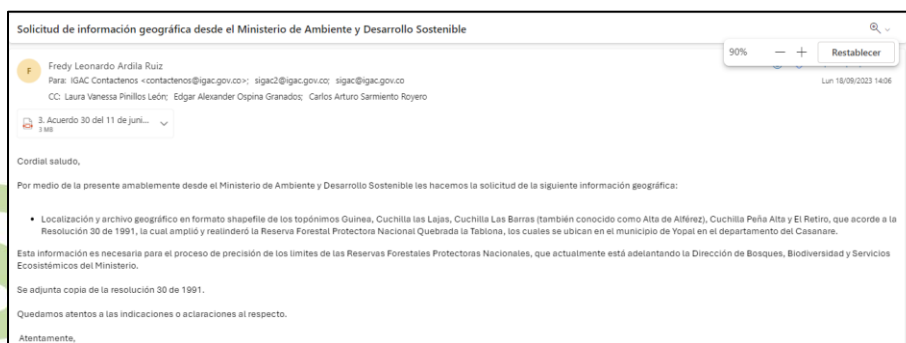 Solicitud de información geográfica desde el Ministerio de Ambiente y Desarrollo Sostenible
90% — + Restablecer
F
Fredy Leonardo Ardila Ruiz
Para: IGAC Contactenos <contactenos@igac.gov.co>; sigac2@igac.gov.co; sigac@igac.gov.co
Lun 18/09/2023 14:06
CC: Laura Vanessa Pinillos León; Edgar Alexander Ospina Granados; Carlos Arturo Sarmiento Royero
3. Acuerdo 30 del 11 de juni...
3 MB
Cordial saludo,
Por medio de la presente amablemente desde el Ministerio de Ambiente y Desarrollo Sostenible les hacemos la solicitud de la siguiente información geográfica:
• Localización y archivo geográfico en formato shapefile de los topónimos Guinea, Cuchilla las Lajas, Cuchilla Las Barras (también conocido como Alta de Alférez), Cuchilla Peña Alta y El Retiro, que acorde a la
Resolución 30 de 1991, la cual amplió y realinderó la Reserva Forestal Protectora Nacional Quebrada la Tablona, los cuales se ubican en el municipio de Yopal en el departamento del Casanare.
Esta información es necesaria para el proceso de precisión de los limites de las Reservas Forestales Protectoras Nacionales, que actualmente está adelantando la Dirección de Bosques, Biodiversidad y Servicios
Ecosistémicos del Ministerio.
Se adjunta copia de la resolución 30 de 1991.
Quedamos atentos a las indicaciones o aclaraciones al respecto.
Atentamente,